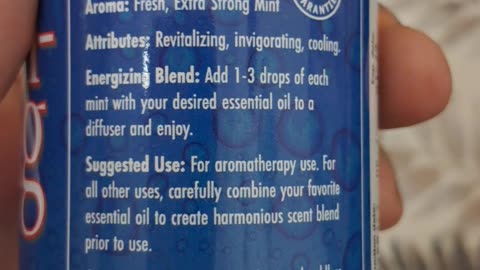 Aroma: Fresh, Extra Strong Mint
Attributes: Revitalizing, invigorating, cooling.
Energizing Blend: Add 1-3 drops of each
mint with your desired essential oil to a
diffuser and enjoy.
Suggested Use: For aromatherapy use. For
all other uses, carefully combine your favorite
essential oil to create harmonious scent blend
prior to use.